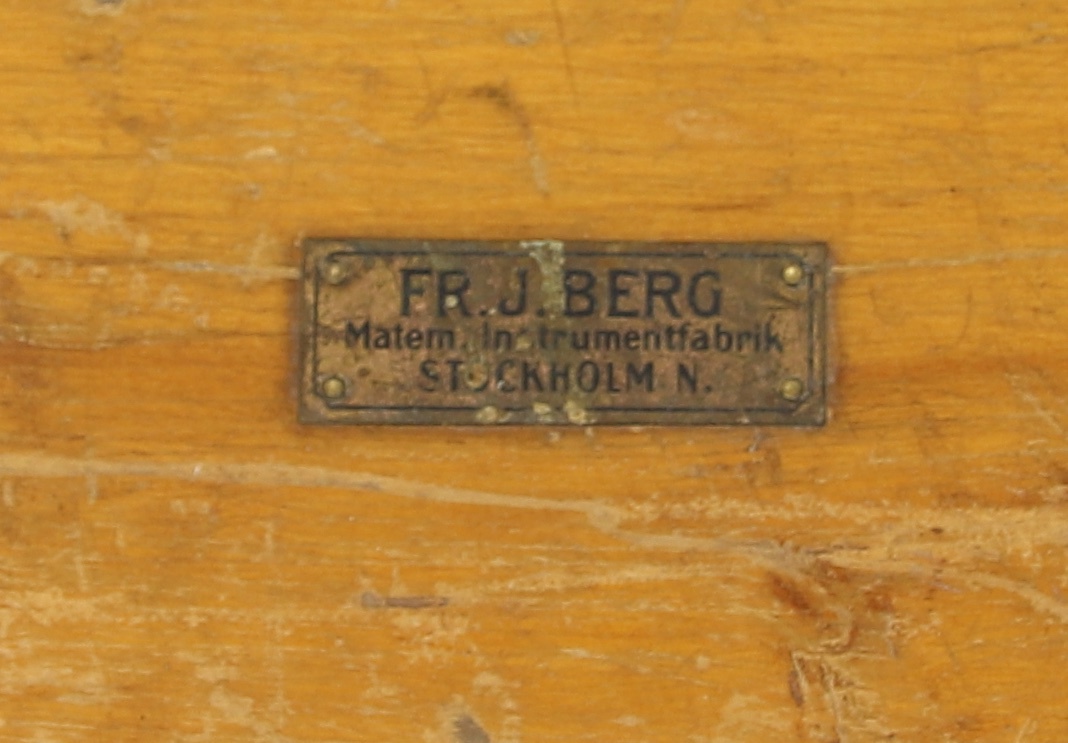 FR. J. BERG
Matem. Instrumentfabrik
STOCKHOLM N.